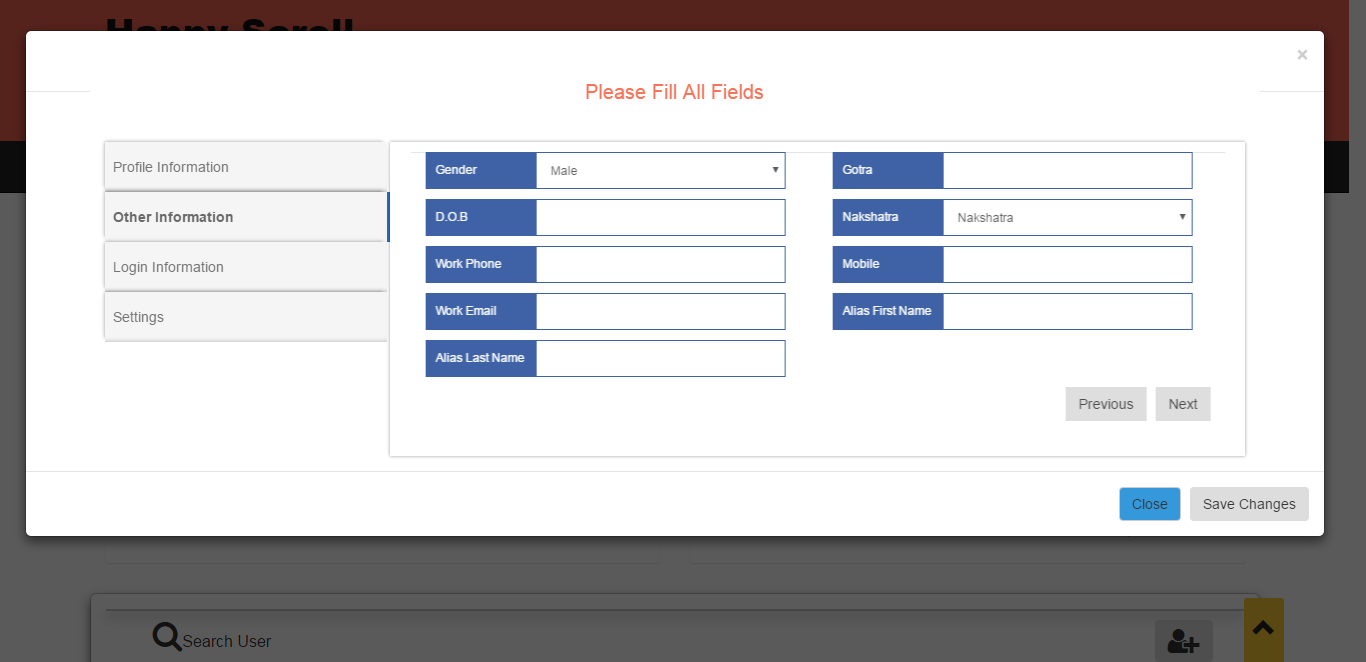 Happy Scroll
×
Please Fill All Fields
Profile Information
Other Information
Login Information
Settings
Gender Male
Gotra
D.O.B
Nakshatra Nakshatra
Work Phone
Mobile
Work Email
Alias First Name
Alias Last Name
Previous Next
Close Save Changes
Search User